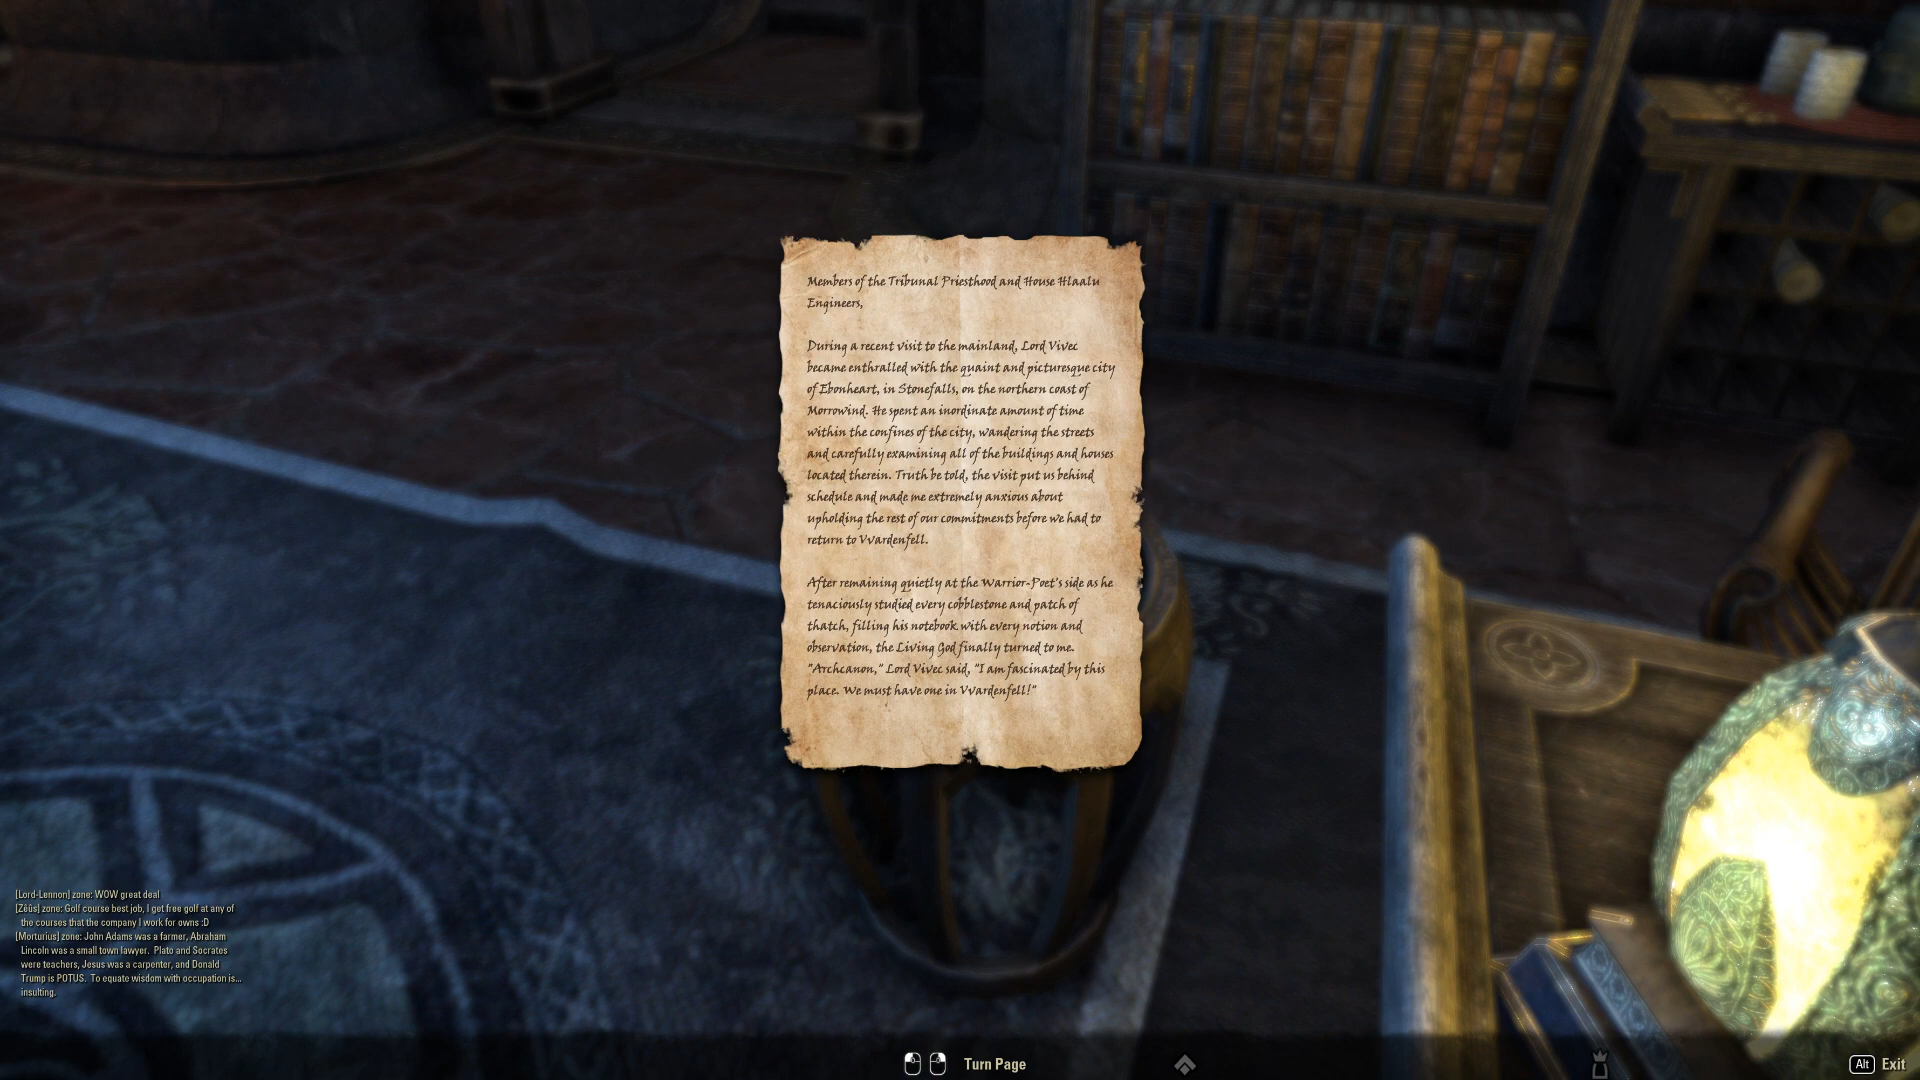 Members of the Tribunal Priesthood and House Hlaalu
Engineers,
During a recent visit to the mainland, Lord Vivec
became enthralled with the quaint and picturesque city
of Ebonheart, in Stonefalls, on the northern coast of
Morrowind. He spent an inordinate amount of time
within the confines of the city, wandering the streets
and carefully examining all of the buildings and houses
located therein. Truth be told, the visit put us behind
schedule and made me extremely anxious about
upholding the rest of our commitments before we had to
return to Vvardenfell.
After remaining quietly at the Warrior-Poet's side as he
tenaciously studied every cobblestone and patch of
thatch, filling his notebook with every notion and
observation, the Living God finally turned to me.
"Archcanon," Lord Vivec said, "I am fascinated by this
place. We must have one in Vvardenfell!"
[Lord-Lennon] zone: WOW great deal
[Zêûs] zone: Golf course best job, I get free golf at any of
the courses that the company I work for owns :D
[Morturius] zone: John Adams was a farmer, Abraham
Lincoln was a small town lawyer. Plato and Socrates
were teachers, Jesus was a carpenter, and Donald
Trump is POTUS. To equate wisdom with occupation is...
insulting.
Turn Page
Alt Exit